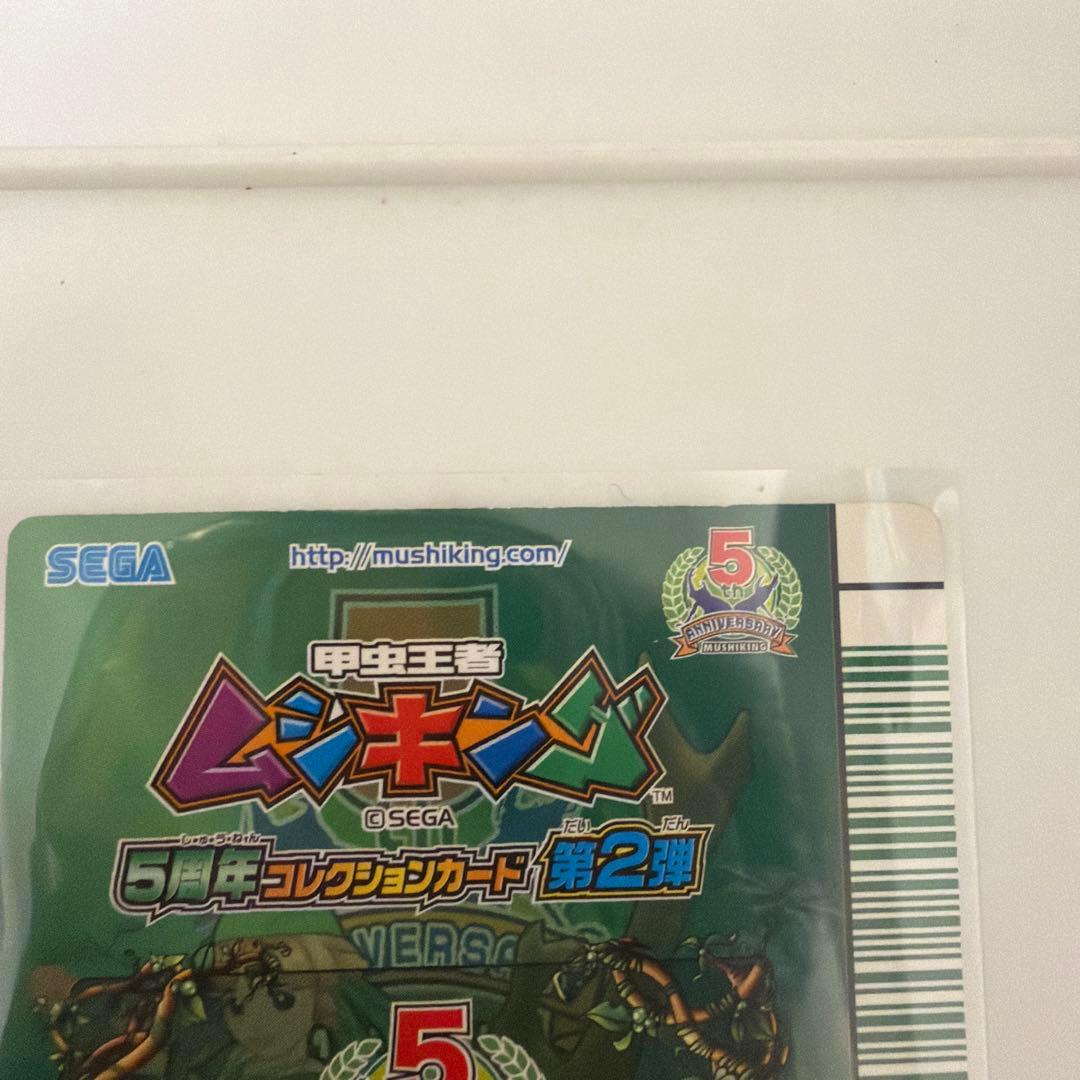 SEGA
http://mushiking.com/
5th
ANNIVERSARY
MUSHIKING
甲虫王者
ムシキング
TM
©SEGA
しゅう・ねん
だい
だん
5周年コレクションカード 第2弾
VERSA
5